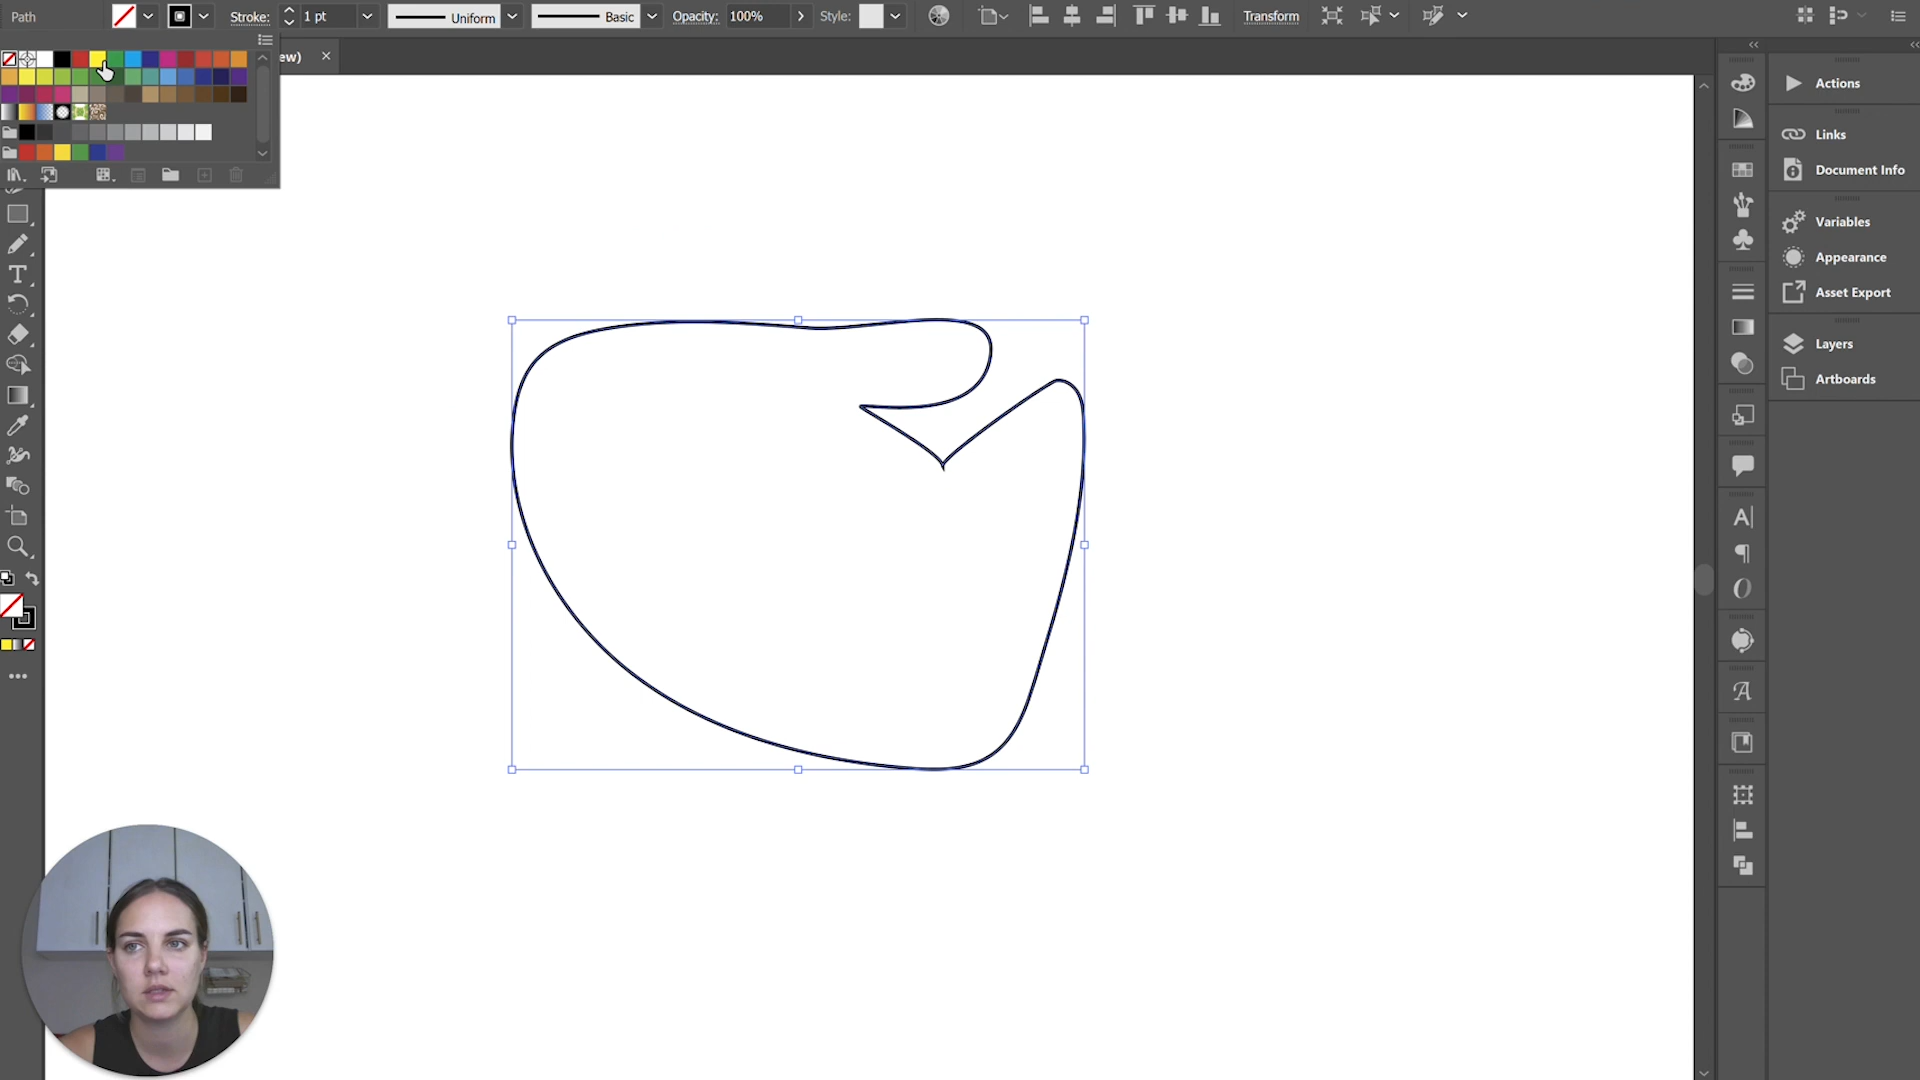 Path
Stroke:
1 pt
Uniform
Basic
Opacity:
100%
Style:
Transform
ew)
Actions
Links
Document Info
Variables
Appearance
Asset Export
Layers
Artboards